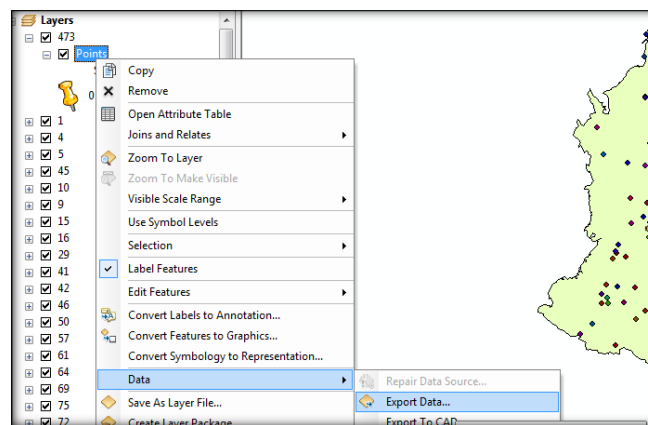 Layers
473
Points
0
1
4
5
45
10
9
15
16
29
41
42
46
50
57
61
64
69
75
72
Copy
Remove
Open Attribute Table
Joins and Relates
Zoom To Layer
Zoom To Make Visible
Visible Scale Range
Use Symbol Levels
Selection
Label Features
Edit Features
Convert Labels to Annotation...
Convert Features to Graphics...
Convert Symbology to Representation...
Data
Save As Layer File...
Create Layer Package
Repair Data Source...
Export Data...
Export To CAD